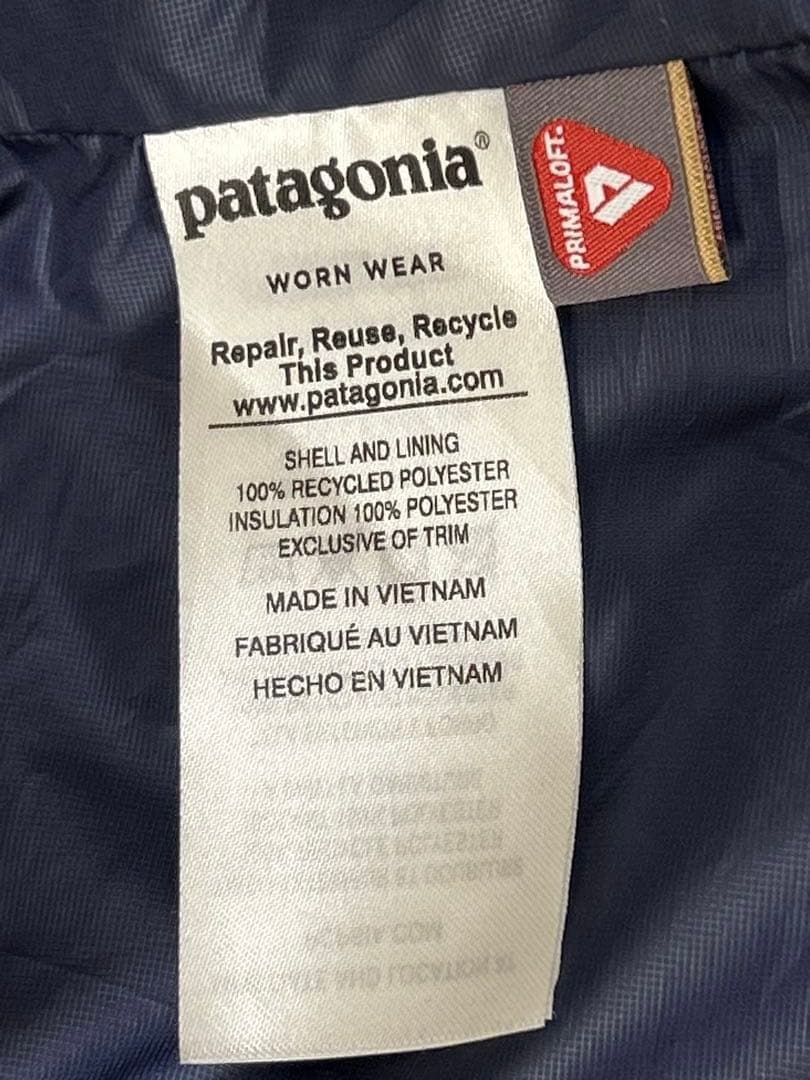 patagonia®
WORN WEAR
Repair, Reuse, Recycle
This Product
www.patagonia.com
SHELL AND LINING
100% RECYCLED POLYESTER
INSULATION 100% POLYESTER
EXCLUSIVE OF TRIM
MADE IN VIETNAM
FABRIQUÉ AU VIETNAM
HECHO EN VIETNAM
PRIMALOFT.